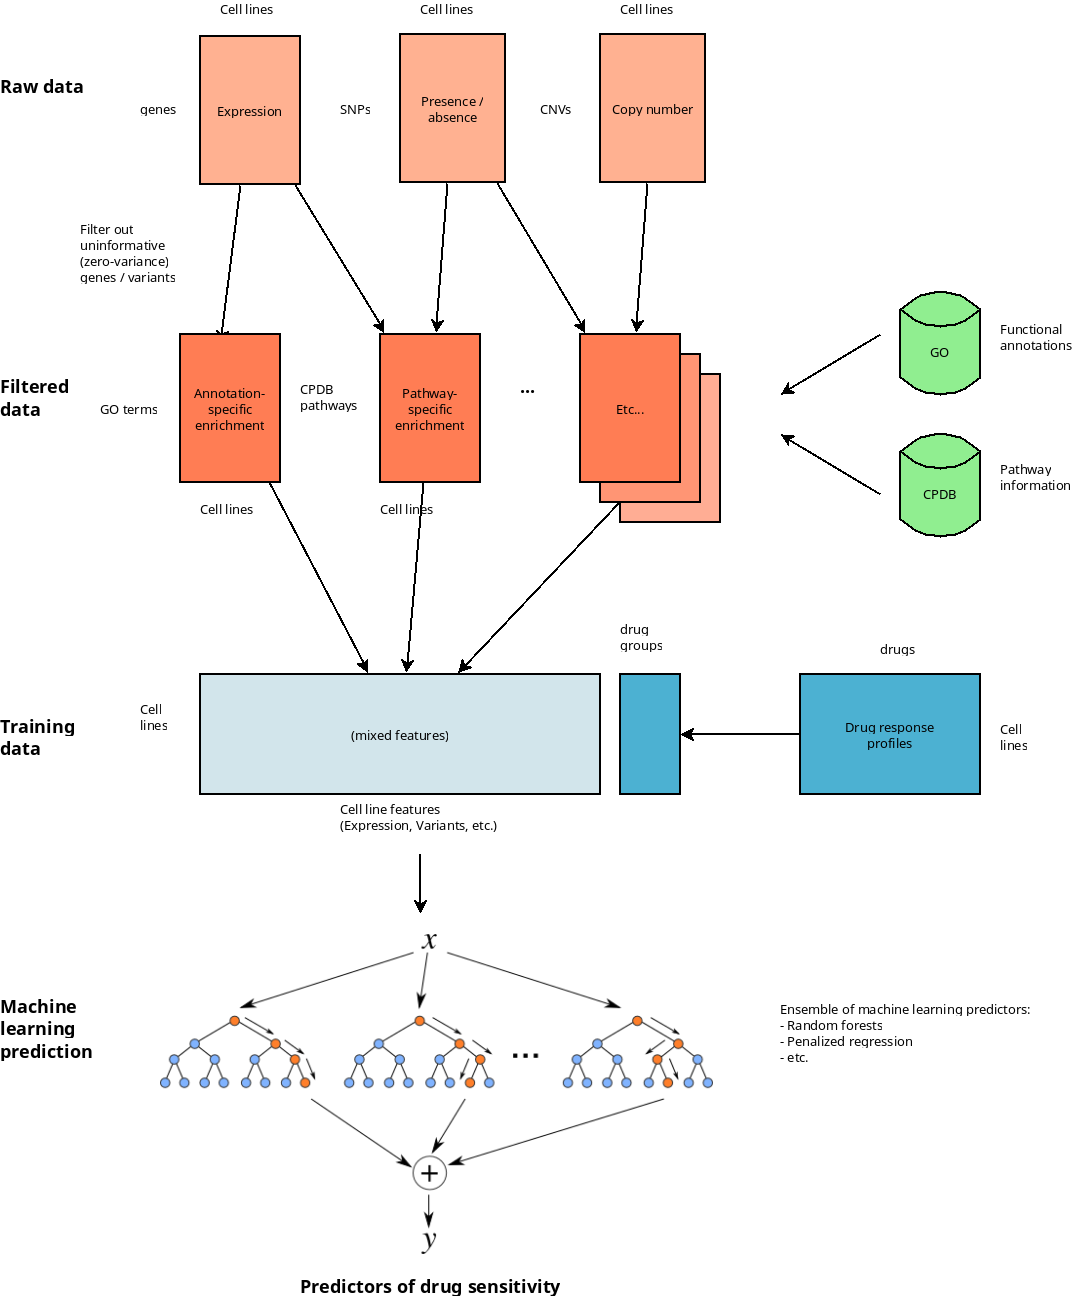 Cell lines
Cell lines
Cell lines
Raw data
genes
Expression
SNPs
Presence /
absence
CNVs
Copy number
Filter out
uninformative
(zero-variance)
genes / variants
Filtered
data
GO terms
Annotation-
specific
enrichment
CPDB
pathways
Pathway-
specific
enrichment
...
Etc...
GO
Functional
annotations
CPDB
Pathway
information
Cell lines
Cell lines
drug
groups
drugs
Training
data
Cell
lines
(mixed features)
Drug response
profiles
Cell
lines
Cell line features
(Expression, Variants, etc.)
x
Machine
learning
prediction
...
Ensemble of machine learning predictors:
- Random forests
- Penalized regression
- etc.
+
y
Predictors of drug sensitivity